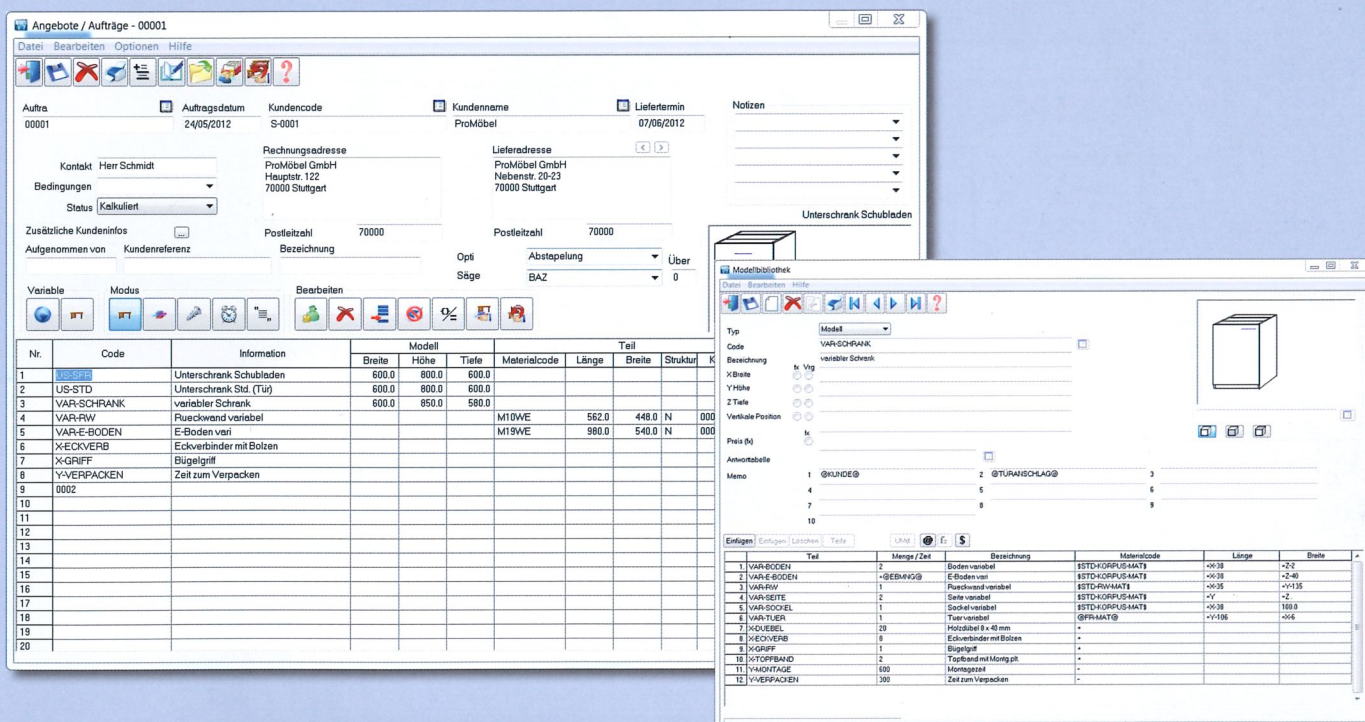 Angebote / Aufträge - 00001
Datei Bearbeiten Optionen Hilfe
Auftra Auftragsdatum Kundencode Kundenname Liefertermin Notizen
00001 24/05/2012 S-0001 ProMöbel 07/06/2012
Rechnungsadresse Lieferadresse < >
Kontakt Herr Schmidt ProMöbel GmbH ProMöbel GmbH
Hauptstr. 122 Nebenstr. 20-23
Bedingungen 70000 Stuttgart 70000 Stuttgart
Status Kalkuliert
Unterschrank Schubladen
Zusätzliche Kundeninfos ... Postleitzahl 70000 Postleitzahl 70000
Aufgenommen von Kundenreferenz Bezeichnung
Opti Abstapelung Über
Säge BAZ 0
Variable Modus Bearbeiten
Nr. Code Information Modell Teil
Breite Höhe Tiefe Materialcode Länge Breite Struktur K
1 US-SFR Unterschrank Schubladen 600.0 800.0 600.0
2 US-STD Unterschrank Std. (Tür) 600.0 800.0 600.0
3 VAR-SCHRANK variabler Schrank 600.0 850.0 580.0
4 VAR-RW Rueckwand variabel M10WE 562.0 448.0 N 000
5 VAR-E-BODEN E-Boden vari M19WE 980.0 540.0 N 000
6 X-ECKVERB Eckverbinder mit Bolzen
7 X-GRIFF Bügelgriff
8 Y-VERPACKEN Zeit zum Verpacken
9 0002
10
11
12
13
14
15
16
17
18
19
20
Modellbibliothek
Datei Bearbeiten Hilfe
Typ Modell
Code VAR-SCHRANK
Bezeichnung variabler Schrank
fx Vrg
X Breite
Y Höhe
Z Tiefe
Vertikale Position
fx
Preis (fx)
Antworttabelle
Memo 1 @KUNDE@ 2 @TÜRANSCHLAG@ 3
4 5 6
7 8 9
10
Einfügen Einfügen Löschen Teile @ fx $
Teil Menge / Zeit Bezeichnung Materialcode Länge Breite
1. VAR-BODEN 2 Boden variabel $STD-KORPUS-MAT$ =X-38 =Z-2
2. VAR-E-BODEN =@EBMNG@ E-Boden vari $STD-KORPUS-MAT$ =X-38 =Z-40
3. VAR-RW 1 Rueckwand variabel $STD-RW-MAT$ =X-35 =Y-135
4. VAR-SEITE 2 Seite variabel $STD-KORPUS-MAT$ =Y =Z
5. VAR-SOCKEL 1 Sockel variabel $STD-KORPUS-MAT$ =X-38 100.0
6. VAR-TUER 1 Tuer variabel @FR-MAT@ =Y-106 =X-6
7. X-DUEBEL 20 Holzdübel 8 x 40 mm
8. X-ECKVERB 8 Eckverbinder mit Bolzen
9. X-GRIFF 1 Bügelgriff
10. X-TOPFBAND 2 Topfband mit Montg.plt.
11. Y-MONTAGE 600 Montagezeit
12. Y-VERPACKEN 300 Zeit zum Verpacken